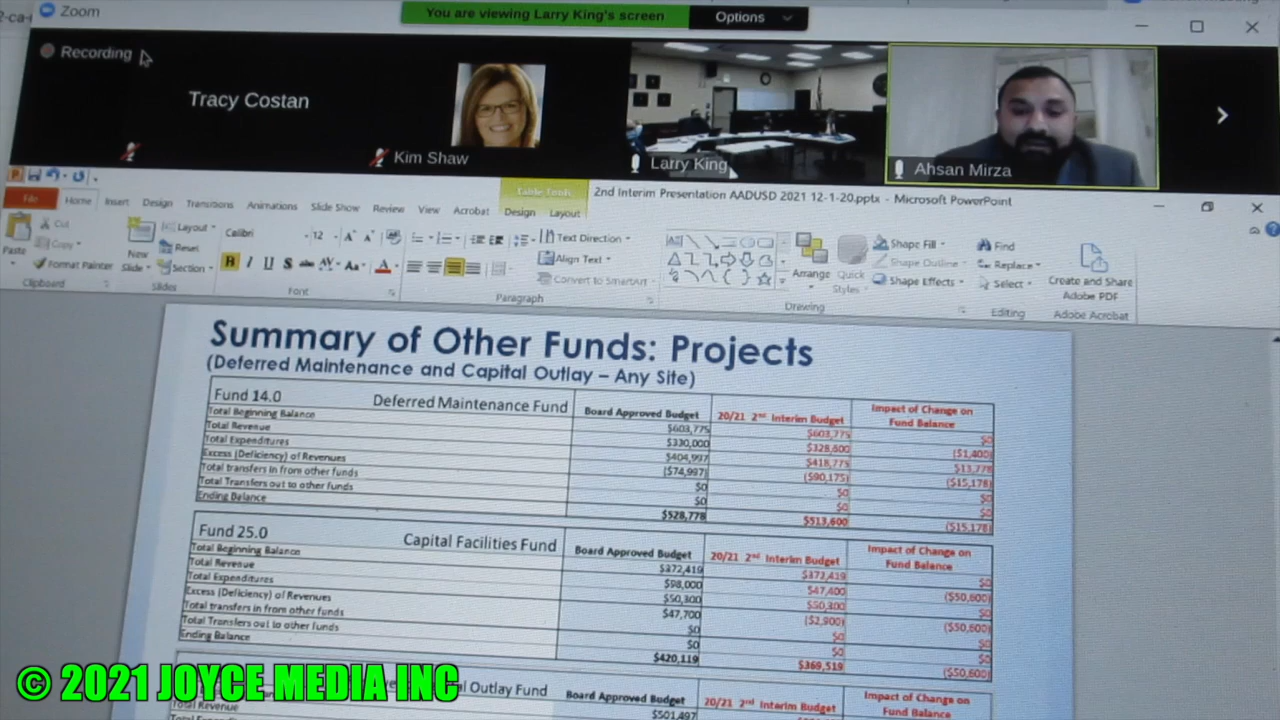 Zoom
You are viewing Larry King's screen
Options
Recording
Tracy Costan
Kim Shaw
Larry King
Ahsan Mirza
Table Tools
2nd Interim Presentation AADUSD 2021 12-1-20.pptx - Microsoft PowerPoint
File
Home
Insert
Design
Transitions
Animations
Slide Show
Review
View
Acrobat
Design
Layout
Paste
Cut
Copy
Format Painter
Clipboard
New
Slide
Layout
Reset
Section
Slides
Calibri
12
Font
Text Direction
Align Text
Convert to SmartArt
Paragraph
Arrange
Quick
Styles
Shape Fill
Shape Outline
Shape Effects
Drawing
Find
Replace
Select
Editing
Create and Share
Adobe PDF
Adobe Acrobat
Summary of Other Funds: Projects
(Deferred Maintenance and Capital Outlay – Any Site)
Fund 14.0 Deferred Maintenance Fund Board Approved Budget 20/21 2nd Interim Budget Impact of Change on
Fund Balance
Total Beginning Balance $603,775 $603,775 $0
Total Revenue $330,000 $328,600 ($1,400)
Total Expenditures $404,997 $418,775 $13,778
Excess (Deficiency) of Revenues ($74,997) ($90,175) ($15,178)
Total transfers in from other funds $0 $0 $0
Total Transfers out to other funds $0 $0 $0
Ending Balance $528,778 $513,600 ($15,178)
Fund 25.0 Capital Facilities Fund Board Approved Budget 20/21 2nd Interim Budget Impact of Change on
Fund Balance
Total Beginning Balance $372,419 $372,419 $0
Total Revenue $98,000 $47,400 ($50,600)
Total Expenditures $50,300 $50,300 $0
Excess (Deficiency) of Revenues $47,700 ($2,900) ($50,600)
Total transfers in from other funds $0 $0 $0
Total Transfers out to other funds $0 $0 $0
Ending Balance $420,119 $369,519 ($50,600)
Outlay Fund Board Approved Budget 20/21 2nd Interim Budget Impact of Change on
Fund Balance
$501,497
Total Revenue
© 2021 JOYCE MEDIA INC